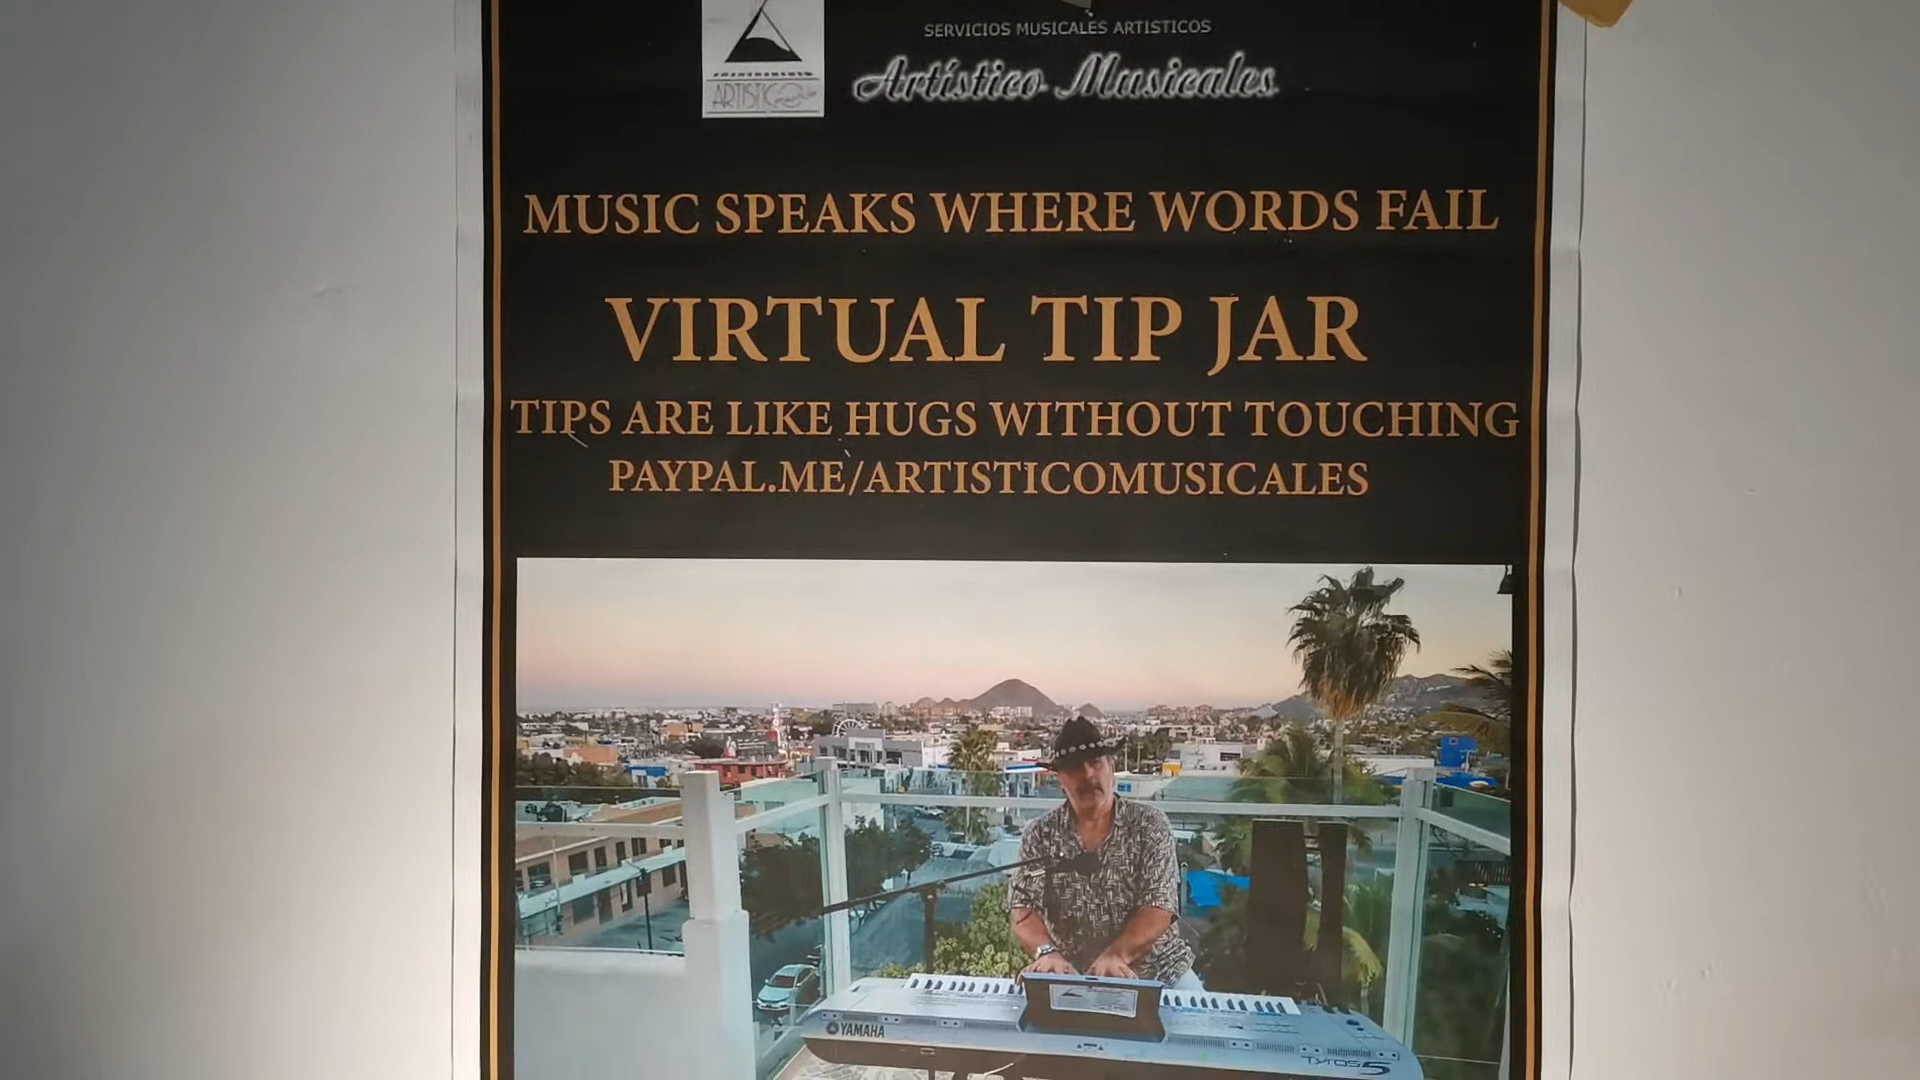 SERVICIOS MUSICALES ARTISTICOS
Artístico Musicales
ARTISTICO
MUSIC SPEAKS WHERE WORDS FAIL
VIRTUAL TIP JAR
TIPS ARE LIKE HUGS WITHOUT TOUCHING
PAYPAL.ME/ARTISTICOMUSICALES
YAMAHA
Tyros5